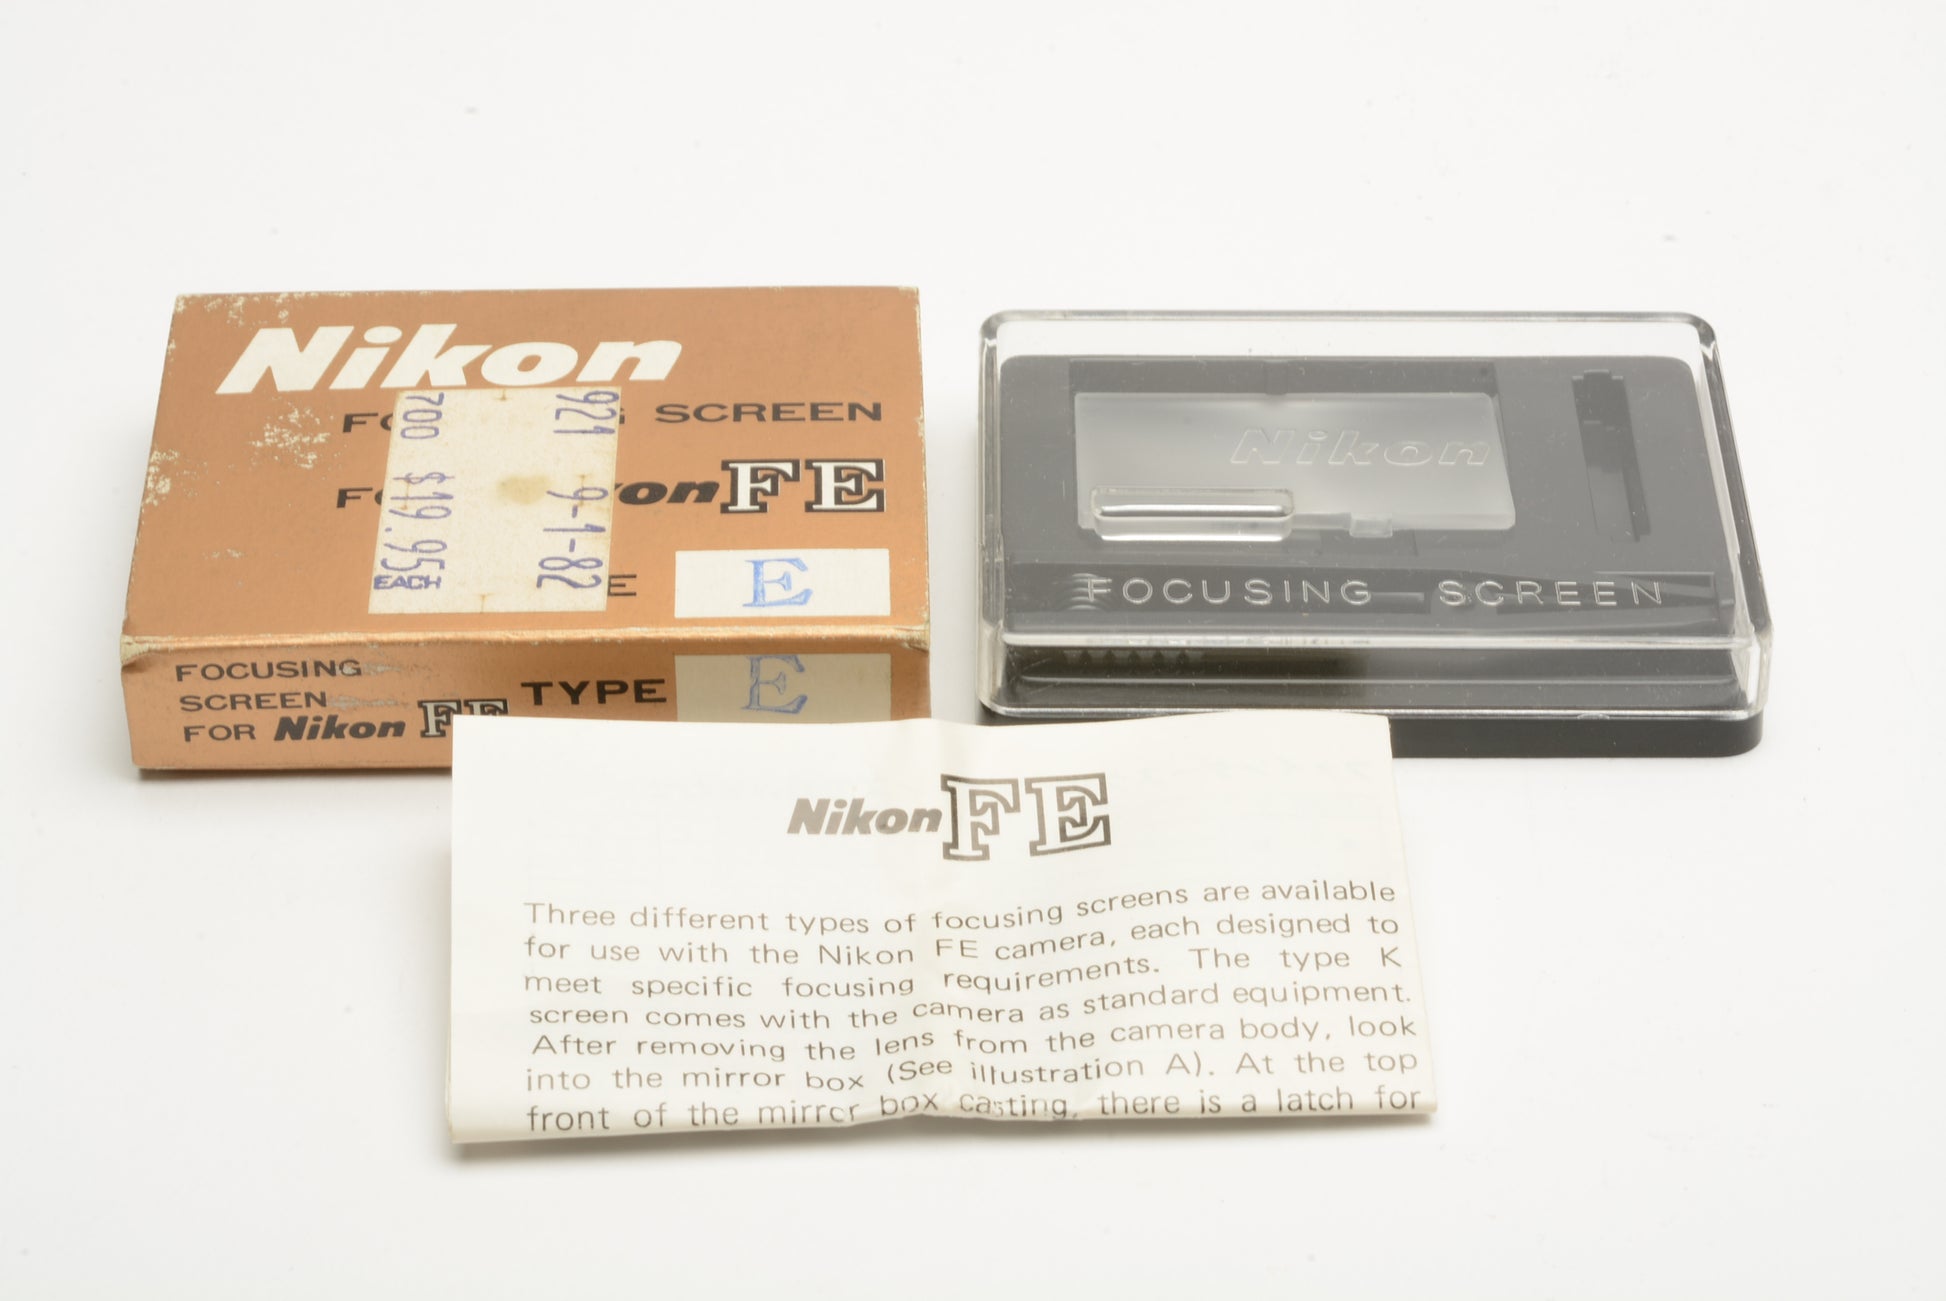 Nikon
SCREEN
FE
E
921 9-1-82
700 $19.95
EACH
FOCUSING
SCREEN
FOR Nikon FE
TYPE
E
Nikon
FOCUSING SCREEN
Nikon FE
Three different types of focusing screens are available
for use with the Nikon FE camera, each designed to
meet specific focusing requirements. The type K
screen comes with the camera as standard equipment.
After removing the lens from the camera body, look
into the mirror box (See illustration A). At the top
front of the mirror box casting, there is a latch for